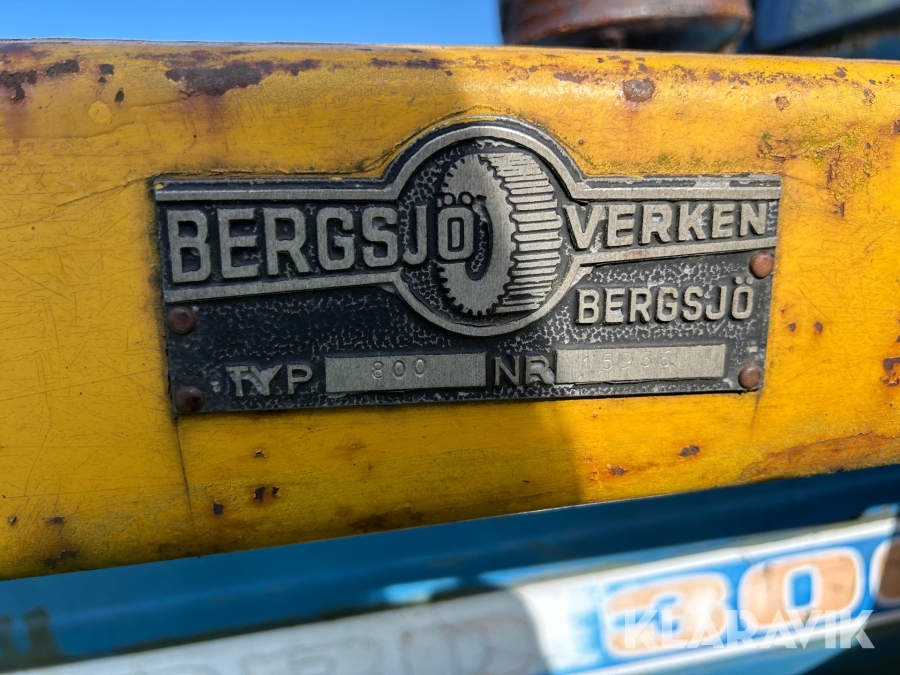 BERGSJÖ VERKEN
BERGSJÖ
TYP 800 NR
KLARAVIK